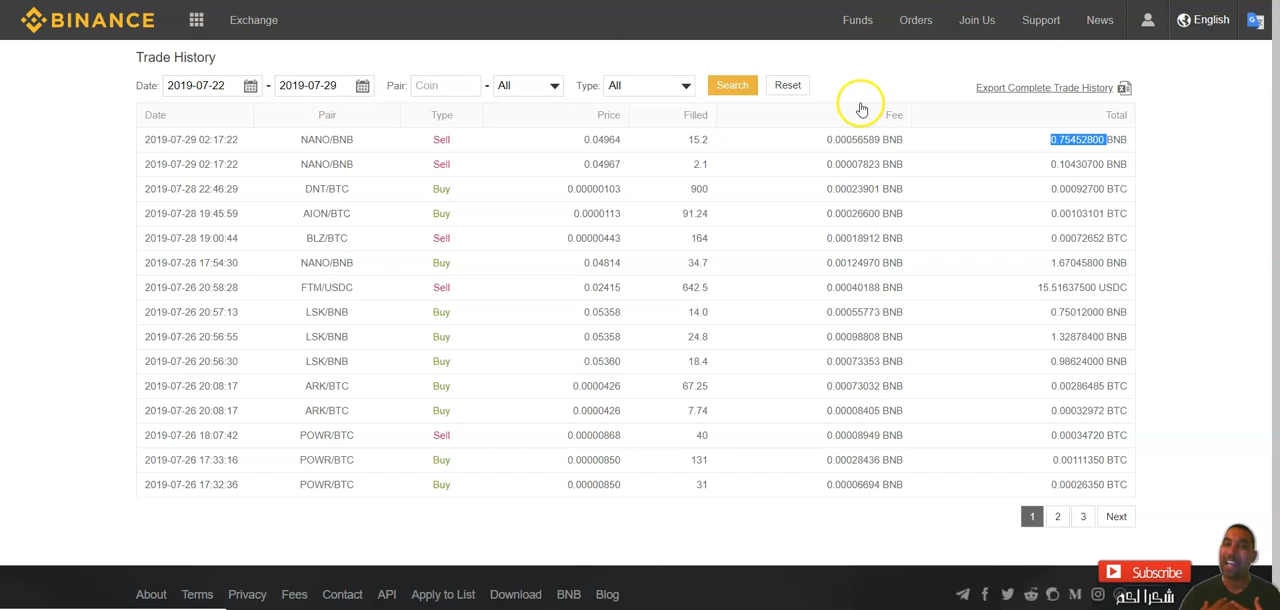 BINANCE Exchange Funds Orders Join Us Support News English
Trade History
Date: 2019-07-22 - 2019-07-29 Pair: Coin - All Type: All Search Reset Export Complete Trade History
Date Pair Type Price Filled Fee Total
2019-07-29 02:17:22 NANO/BNB Sell 0.04964 15.2 0.00056589 BNB 0.75452800 BNB
2019-07-29 02:17:22 NANO/BNB Sell 0.04967 2.1 0.00007823 BNB 0.10430700 BNB
2019-07-28 22:46:29 DNT/BTC Buy 0.00000103 900 0.00023901 BNB 0.00092700 BTC
2019-07-28 19:45:59 AION/BTC Buy 0.0000113 91.24 0.00026600 BNB 0.00103101 BTC
2019-07-28 19:00:44 BLZ/BTC Sell 0.00000443 164 0.00018912 BNB 0.00072652 BTC
2019-07-28 17:54:30 NANO/BNB Buy 0.04814 34.7 0.00124970 BNB 1.67045800 BNB
2019-07-26 20:58:28 FTM/USDC Sell 0.02415 642.5 0.00040188 BNB 15.51637500 USDC
2019-07-26 20:57:13 LSK/BNB Buy 0.05358 14.0 0.00055773 BNB 0.75012000 BNB
2019-07-26 20:56:55 LSK/BNB Buy 0.05358 24.8 0.00098808 BNB 1.32878400 BNB
2019-07-26 20:56:30 LSK/BNB Buy 0.05360 18.4 0.00073353 BNB 0.98624000 BNB
2019-07-26 20:08:17 ARK/BTC Buy 0.0000426 67.25 0.00073032 BNB 0.00286485 BTC
2019-07-26 20:08:17 ARK/BTC Buy 0.0000426 7.74 0.00008405 BNB 0.00032972 BTC
2019-07-26 18:07:42 POWR/BTC Sell 0.00000868 40 0.00008949 BNB 0.00034720 BTC
2019-07-26 17:33:16 POWR/BTC Buy 0.00000850 131 0.00028436 BNB 0.00111350 BTC
2019-07-26 17:32:36 POWR/BTC Buy 0.00000850 31 0.00006694 BNB 0.00026350 BTC
1 2 3 Next
Subscribe
About Terms Privacy Fees Contact API Apply to List Download BNB Blog
شكرا لكم